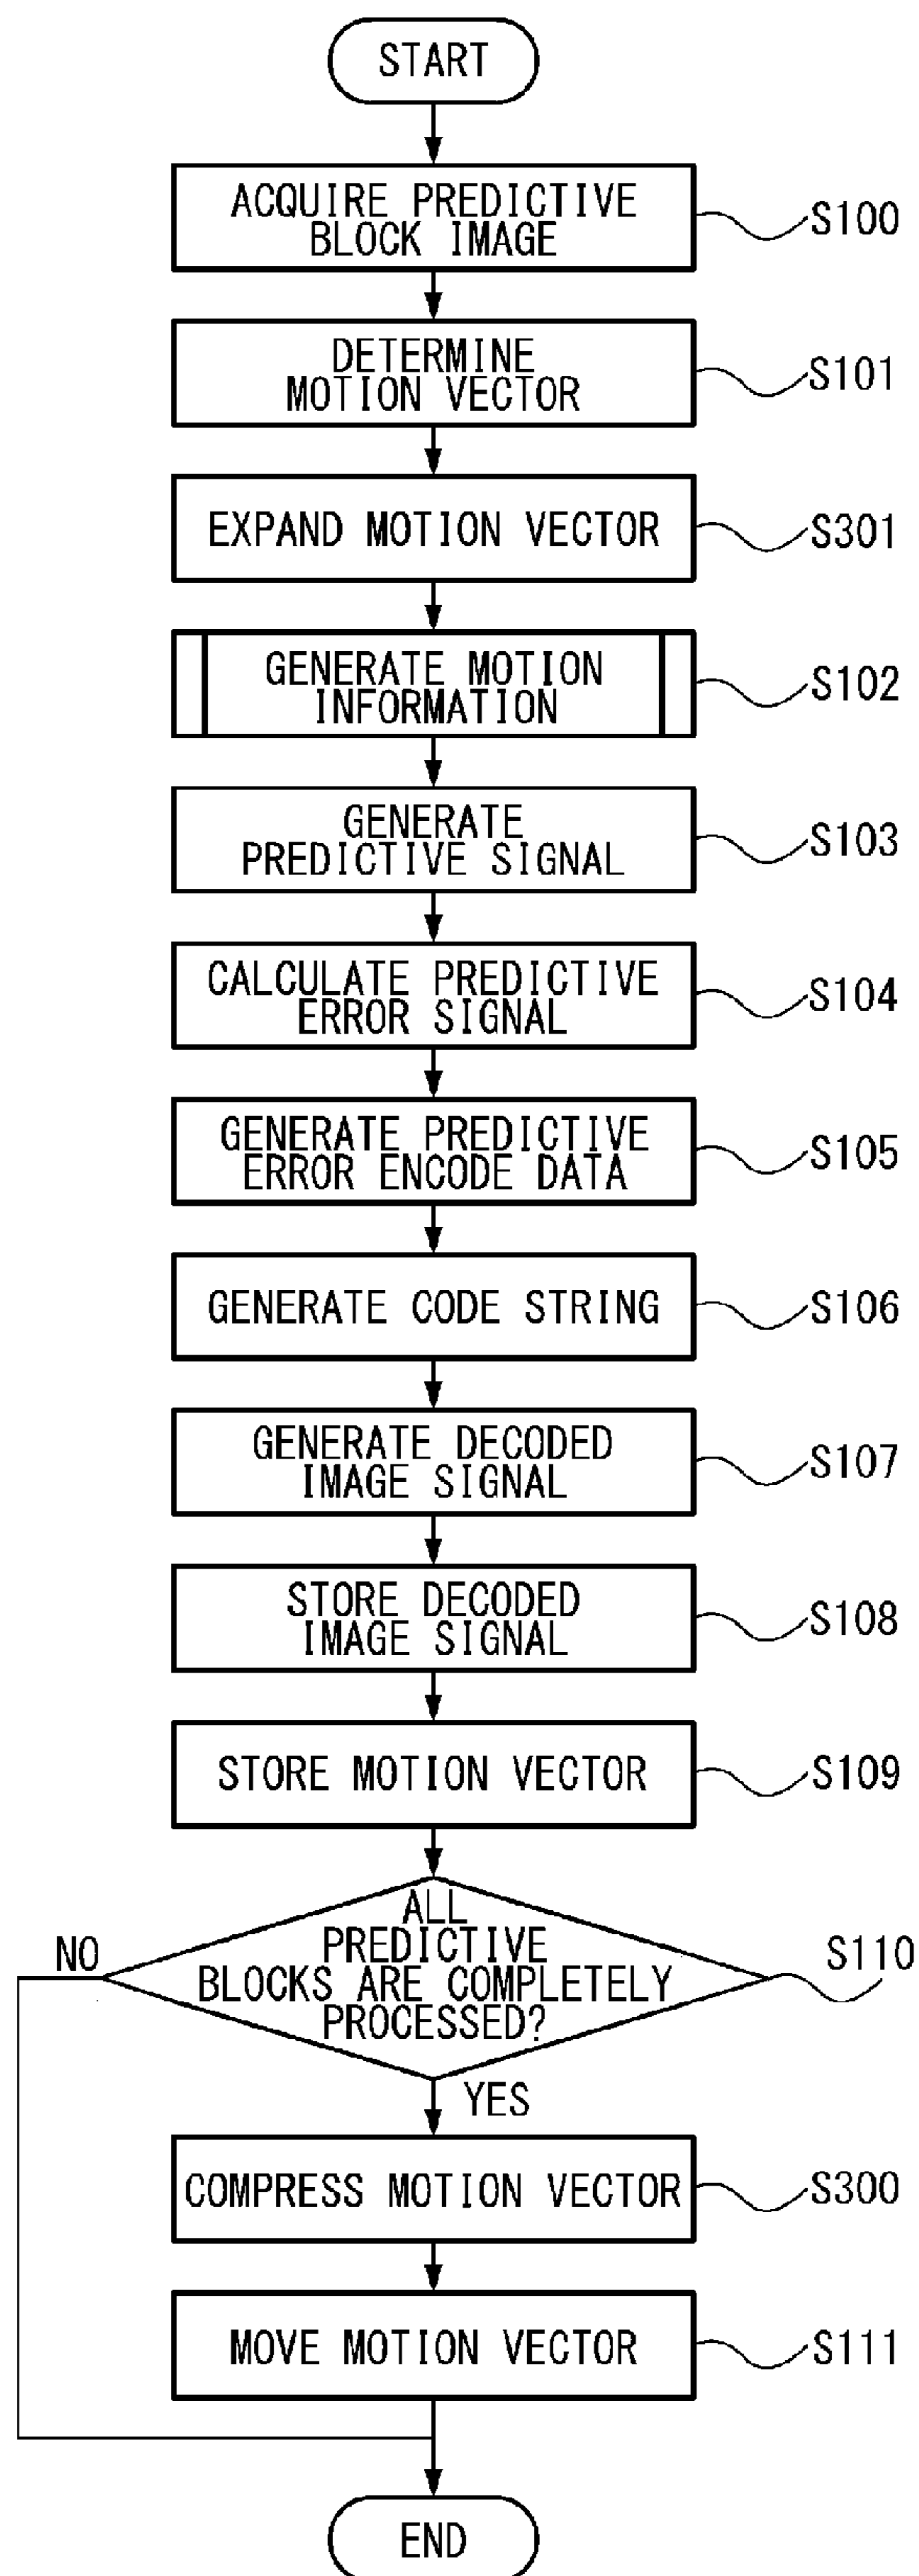 START
ACQUIRE PREDICTIVE
BLOCK IMAGE
S100
DETERMINE
MOTION VECTOR
S101
EXPAND MOTION VECTOR
S301
GENERATE MOTION
INFORMATION
S102
GENERATE
PREDICTIVE SIGNAL
S103
CALCULATE PREDICTIVE
ERROR SIGNAL
S104
GENERATE PREDICTIVE
ERROR ENCODE DATA
S105
GENERATE CODE STRING
S106
GENERATE DECODED
IMAGE SIGNAL
S107
STORE DECODED
IMAGE SIGNAL
S108
STORE MOTION VECTOR
S109
ALL
PREDICTIVE
BLOCKS ARE COMPLETELY
PROCESSED?
NO
S110
YES
COMPRESS MOTION VECTOR
S300
MOVE MOTION VECTOR
S111
END